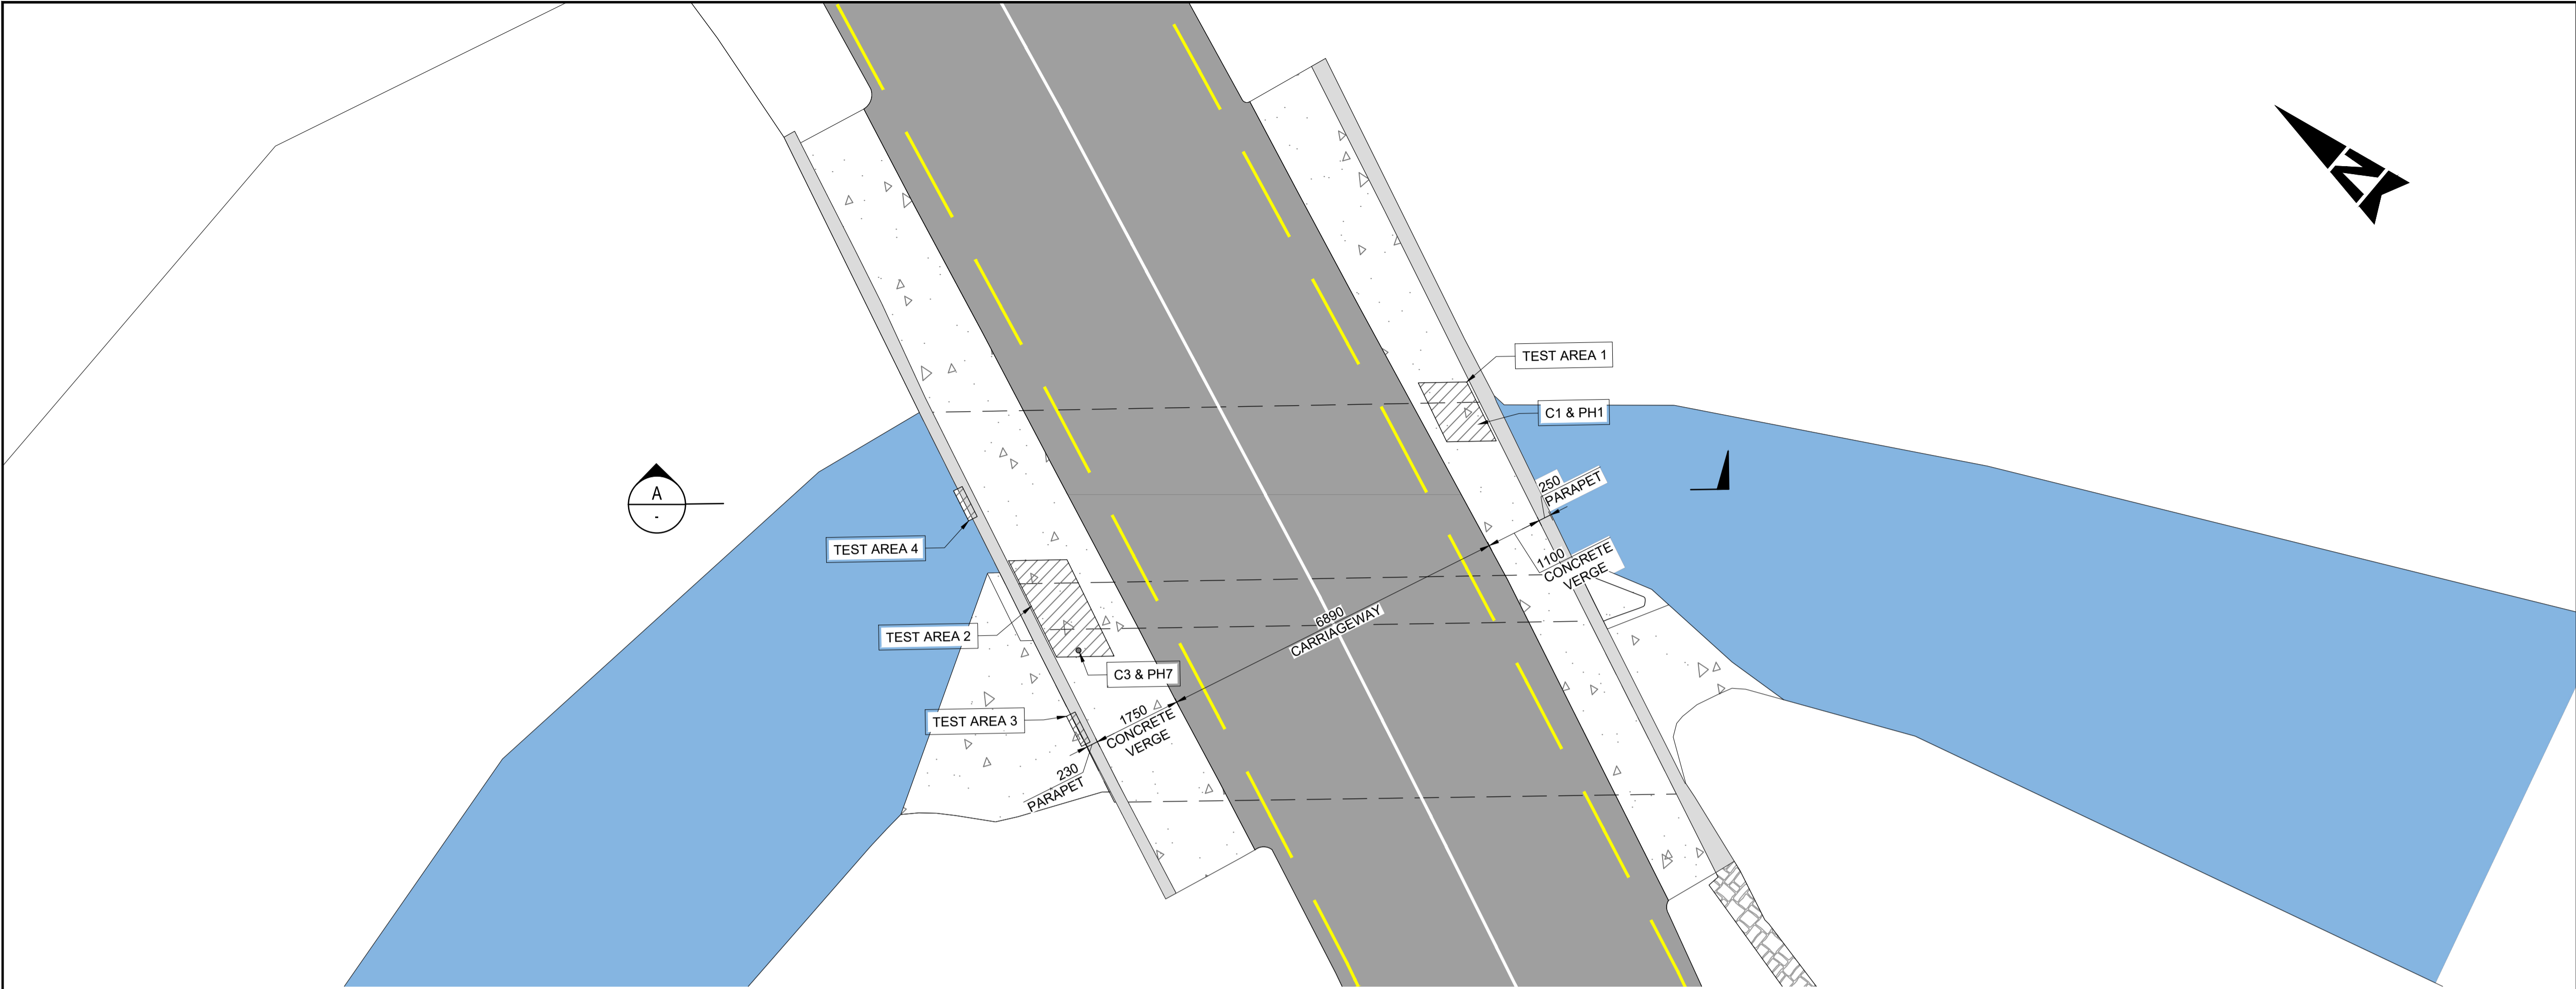 N
TEST AREA 1
C1 & PH1
250
PARAPET
A
-
TEST AREA 4
1100
CONCRETE
VERGE
6890
CARRIAGEWAY
TEST AREA 2
C3 & PH7
TEST AREA 3
1750
CONCRETE
VERGE
230
PARAPET